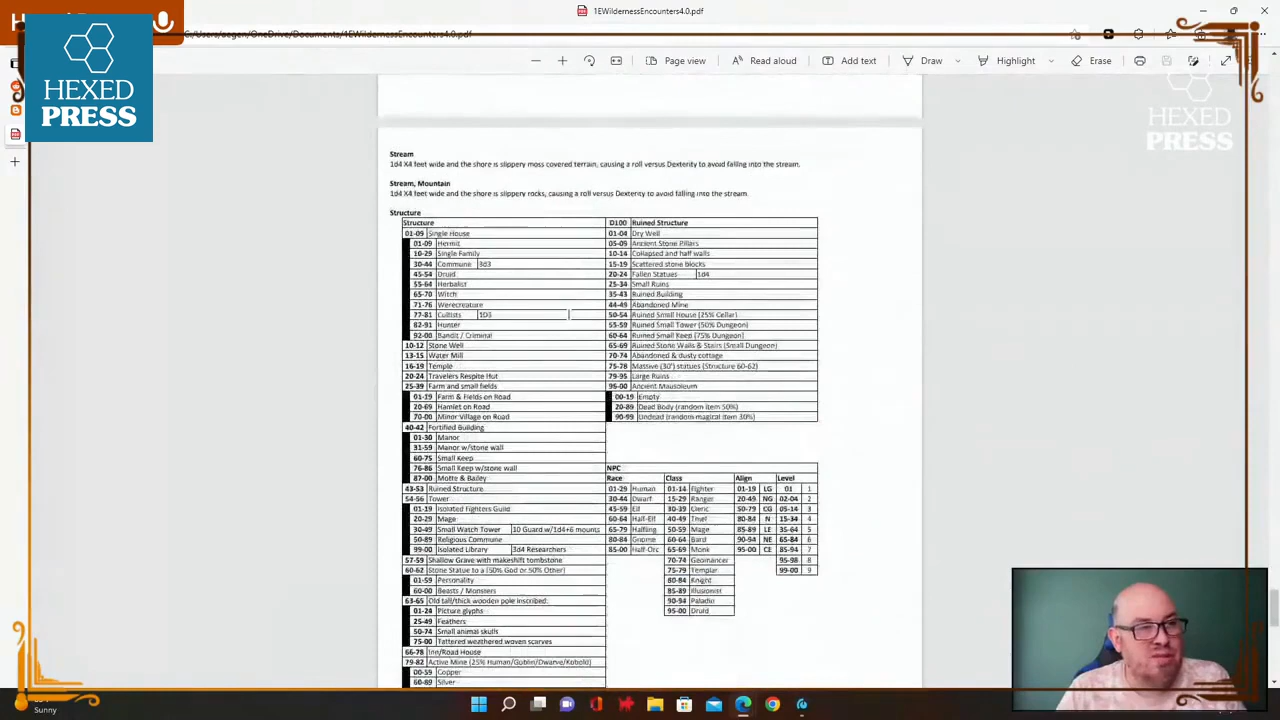 1EWildernessEncounters4.0.pdf
C:/Users/aegen/OneDrive/Documents/1EWildernessEncounters4.0.pdf
HEXED
PRESS
Page view
Read aloud
Add text
Draw
Highlight
Erase
HEXED
PRESS
Stream
1d4 X4 feet wide and the shore is slippery moss covered terrain, causing a roll versus Dexterity to avoid falling into the stream.
Stream, Mountain
1d4 X4 feet wide and the shore is slippery rocks, causing a roll versus Dexterity to avoid falling into the stream.
Structure
Structure
01-09 Single House
01-09 Hermit
10-29 Single Family
30-44 Commune 3d3
45-54 Druid
55-64 Herbalist
65-70 Witch
71-76 Werecreature
77-81 Cultists 1D3
82-91 Hunter
92-00 Bandit / Criminal
10-12 Stone Well
13-15 Water Mill
16-19 Temple
20-24 Travelers Respite Hut
25-39 Farm and small fields
01-19 Farm & Fields on Road
20-69 Hamlet on Road
70-00 Minor Village on Road
40-42 Fortified Building
01-30 Manor
31-59 Manor w/stone wall
60-75 Small Keep
76-86 Small Keep w/stone wall
87-00 Motte & Bailey
43-53 Ruined Structure
54-56 Tower
01-19 Isolated Fighters Guild
20-29 Mage
30-49 Small Watch Tower 10 Guard w/1d4+6 mounts
50-89 Religious Commune
99-00 Isolated Library 3d4 Researchers
57-59 Shallow Grave with makeshift tombstone
60-62 Stone Statue to a (50% God or 50% Other)
01-59 Personality
60-00 Beasts / Monsters
63-65 Old tall/thick wooden pole inscribed.
01-24 Picture glyphs
25-49 Feathers
50-74 Small animal skulls
75-00 Tattered weathered woven scarves
66-78 Inn/Road House
79-82 Active Mine (25% Human/Goblin/Dwarve/Kobold)
00-59 Copper
60-89 Silver
D100 Ruined Structure
01-04 Dry Well
05-09 Ancient Stone Pillars
10-14 Collapsed and half walls
15-19 Scattered stone blocks
20-24 Fallen Statues 1d4
25-34 Small Ruins
35-43 Ruined Building
44-49 Abandoned Mine
50-54 Ruined Small House (25% Cellar)
55-59 Ruined Small Tower (50% Dungeon)
60-64 Ruined Small Keep (75% Dungeon)
65-69 Ruined Stone Walls & Stairs (Small Dungeon)
70-74 Abandoned & dusty cottage
75-78 Massive (30') statues (Structure 60-62)
79-95 Large Ruins
96-00 Ancient Mausoleum
00-19 Empty
20-89 Dead Body (random item 50%)
90-99 Undead (random magical item 30%)
NPC
Race Class Align Level
01-29 Human 01-14 Fighter 01-19 LG 01 1
30-44 Dwarf 15-29 Ranger 20-49 NG 02-04 2
45-59 Elf 30-39 Cleric 50-79 CG 05-14 3
60-64 Half-Elf 40-49 Thief 80-84 N 15-34 4
65-79 Halfling 50-59 Mage 85-89 LE 35-64 5
80-84 Gnome 60-64 Bard 90-94 NE 65-84 6
85-00 Half-Orc 65-69 Monk 95-00 CE 85-94 7
70-74 Geomancer 95-98 8
75-79 Templar 99-00 9
80-84 Knight
85-89 Illusionist
90-94 Paladin
95-00 Druid
Sunny